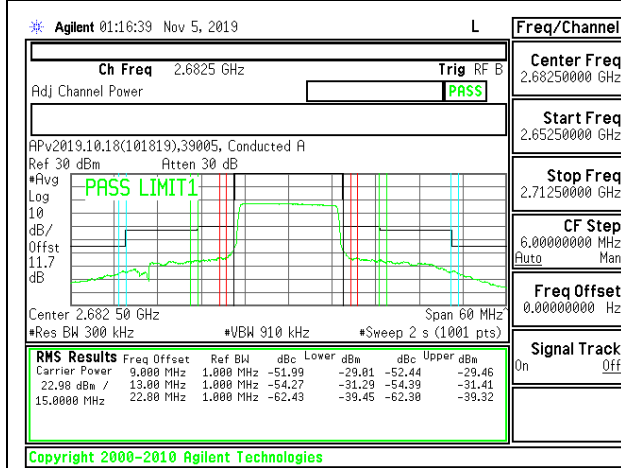 Agilent 01:16:39 Nov 5, 2019 L
Freq/Channel
Ch Freq 2.6825 GHz Trig RF B
Adj Channel Power PASS
APv2019.10.18(101819),39005, Conducted A
Ref 30 dBm Atten 30 dB
#Avg
Log
10
dB/
Offst
11.7
dB
PASS LIMIT1
Center 2.682 50 GHz Span 60 MHz
#Res BW 300 kHz #VBW 910 kHz #Sweep 2 s (1001 pts)
RMS Results Freq Offset Ref BW dBc Lower dBm dBc Upper dBm
Carrier Power 9.000 MHz 1.000 MHz -51.99 -29.01 -52.44 -29.46
22.98 dBm / 13.00 MHz 1.000 MHz -54.27 -31.29 -54.39 -31.41
15.0000 MHz 22.80 MHz 1.000 MHz -62.43 -39.45 -62.30 -39.32
Copyright 2000-2010 Agilent Technologies
Center Freq
2.68250000 GHz
Start Freq
2.65250000 GHz
Stop Freq
2.71250000 GHz
CF Step
6.00000000 MHz
Auto Man
Freq Offset
0.00000000 Hz
Signal Track
On Off